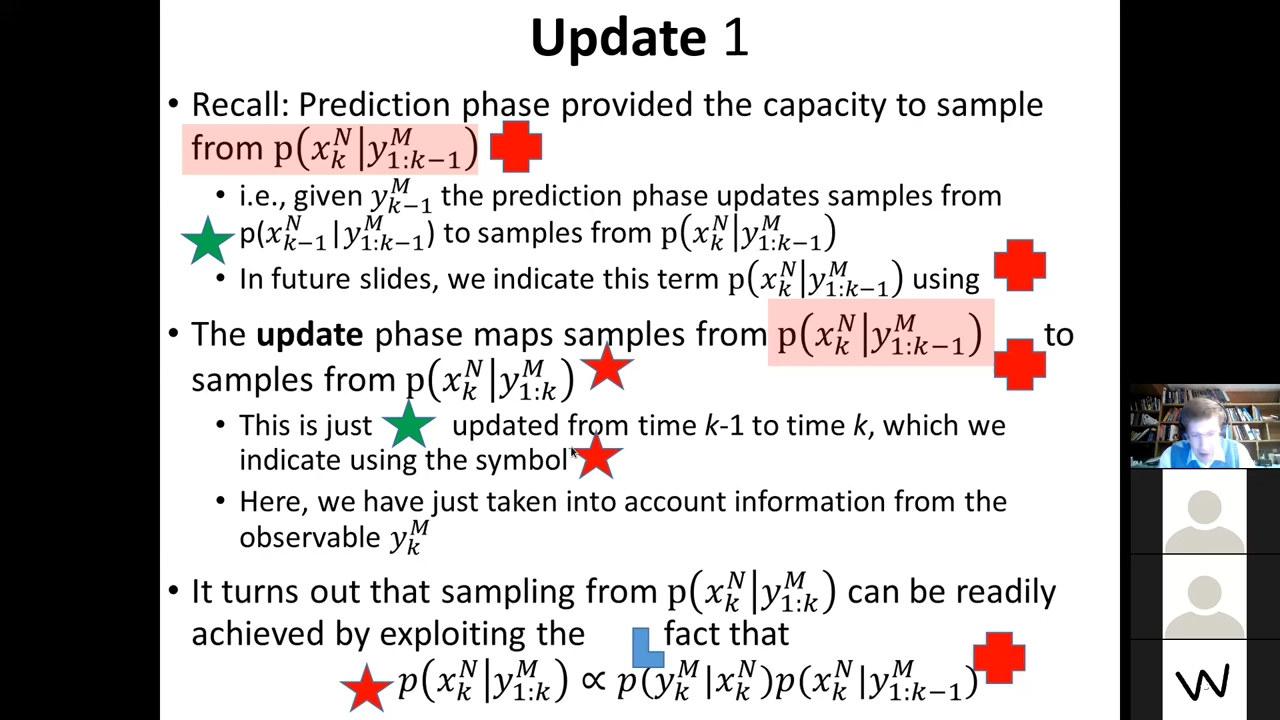 Update 1
• Recall: Prediction phase provided the capacity to sample
from p(x_k^N|y_{1:k−1}^M)
• i.e., given y_{k−1}^M the prediction phase updates samples from
p(x_{k−1}^N|y_{1:k−1}^M) to samples from p(x_k^N|y_{1:k−1}^M)
• In future slides, we indicate this term p(x_k^N|y_{1:k−1}^M) using
• The update phase maps samples from p(x_k^N|y_{1:k−1}^M) to
samples from p(x_k^N|y_{1:k}^M)
• This is just updated from time k-1 to time k, which we
indicate using the symbol
• Here, we have just taken into account information from the
observable y_k^M
• It turns out that sampling from p(x_k^N|y_{1:k}^M) can be readily
achieved by exploiting the fact that
p(x_k^N|y_{1:k}^M) ∝ p(y_k^M|x_k^N)p(x_k^N|y_{1:k−1}^M)
W